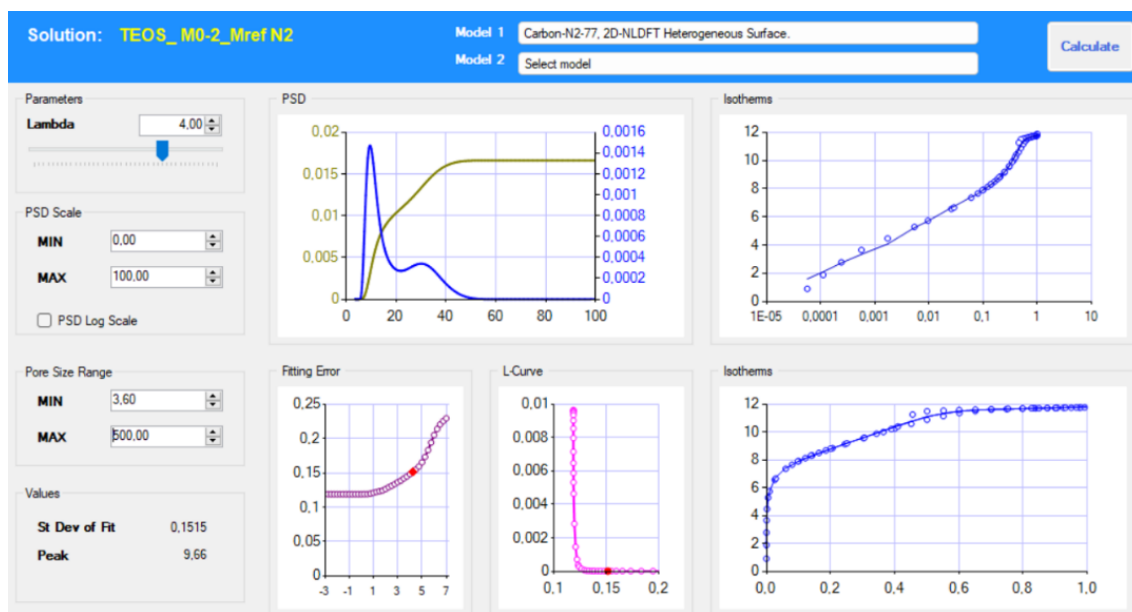 Solution: TEOS_ M0-2_Mref N2
Model 1 Carbon-N2-77, 2D-NLDFT Heterogeneous Surface.
Model 2 Select model
Calculate
Parameters
Lambda 4,00
PSD Scale
MIN 0,00
MAX 100,00
PSD Log Scale
Pore Size Range
MIN 3,60
MAX 500,00
Values
St Dev of Fit 0,1515
Peak 9,66
PSD
0,02 0,0016
0,0014
0,015 0,0012
0,001
0,01 0,0008
0,0006
0,005 0,0004
0,0002
0 0
0 20 40 60 80 100
Isotherms
12
10
8
6
4
2
0
1E-05 0,0001 0,001 0,01 0,1 1 10
Fitting Error
0,25
0,2
0,15
0,1
0,05
0
-3 -1 1 3 5 7
L-Curve
0,01
0,008
0,006
0,004
0,002
0
0,1 0,15 0,2
Isotherms
12
10
8
6
4
2
0
0,0 0,2 0,4 0,6 0,8 1,0